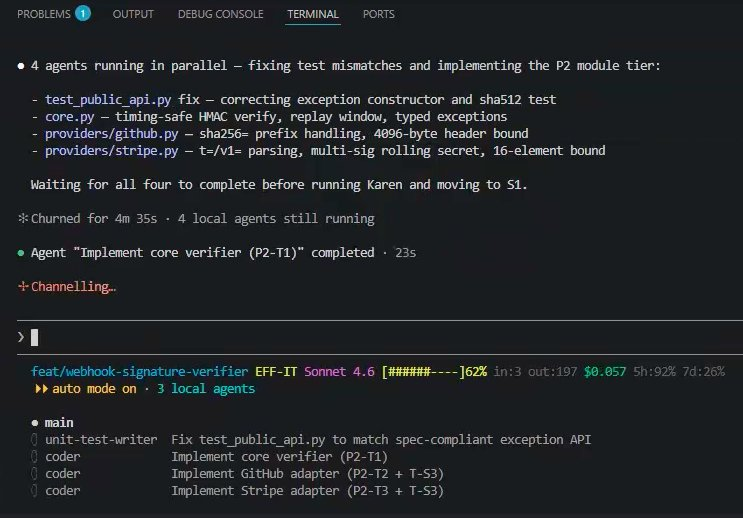 PROBLEMS 1 OUTPUT DEBUG CONSOLE TERMINAL PORTS
● 4 agents running in parallel — fixing test mismatches and implementing the P2 module tier:
- test_public_api.py fix — correcting exception constructor and sha512 test
- core.py — timing-safe HMAC verify, replay window, typed exceptions
- providers/github.py — sha256= prefix handling, 4096-byte header bound
- providers/stripe.py — t=/v1= parsing, multi-sig rolling secret, 16-element bound
Waiting for all four to complete before running Karen and moving to S1.
✻ Churned for 4m 35s · 4 local agents still running
● Agent "Implement core verifier (P2-T1)" completed · 23s
✢ Channelling…
❯
feat/webhook-signature-verifier EFF-IT Sonnet 4.6 [######----]62% in:3 out:197 $0.057 5h:92% 7d:26%
⏵⏵ auto mode on · 3 local agents
● main
unit-test-writer Fix test_public_api.py to match spec-compliant exception API
coder Implement core verifier (P2-T1)
coder Implement GitHub adapter (P2-T2 + T-S3)
coder Implement Stripe adapter (P2-T3 + T-S3)